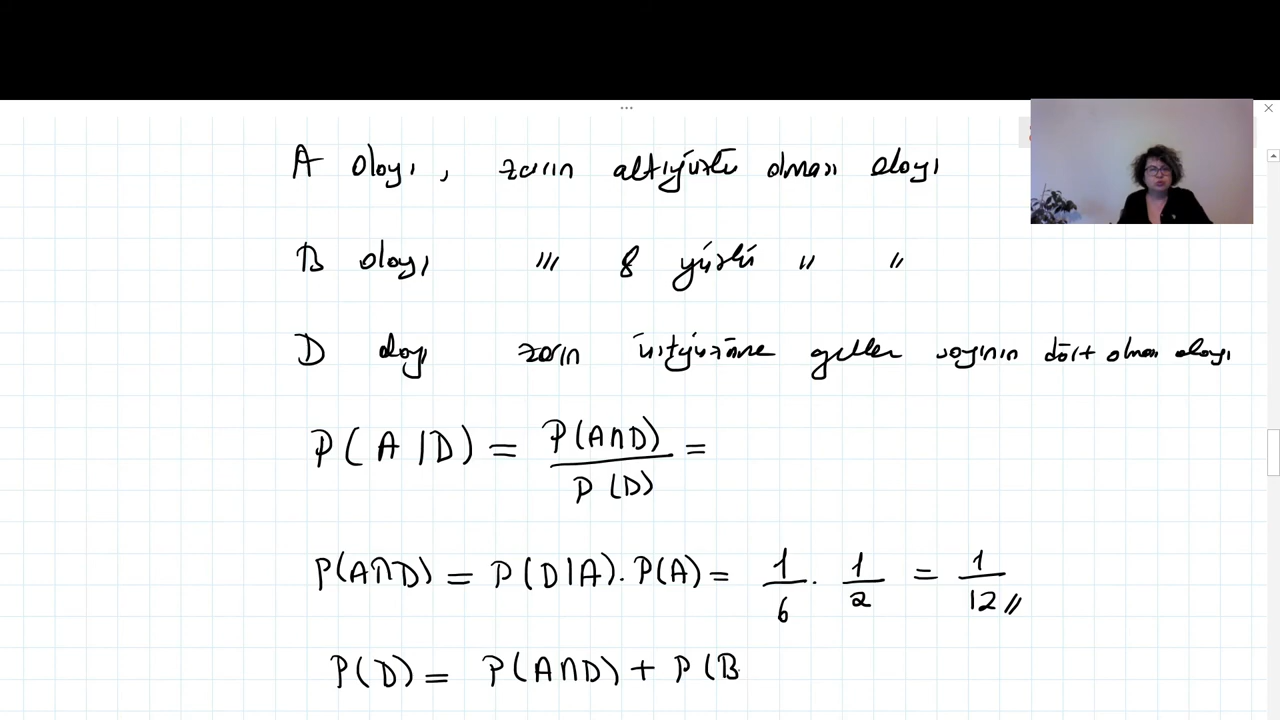 A olayı, zarın altıyüzlü olması olayı
B olayı /// 8 yüzlü " "
D olayı zarın üstyüzüne gelen sayının dört olması olayı
P(A|D) = P(A∩D) / P(D) =
P(A∩D) = P(D|A). P(A) = 1/6 . 1/2 = 1/12 //
P(D) = P(A∩D) + P(B